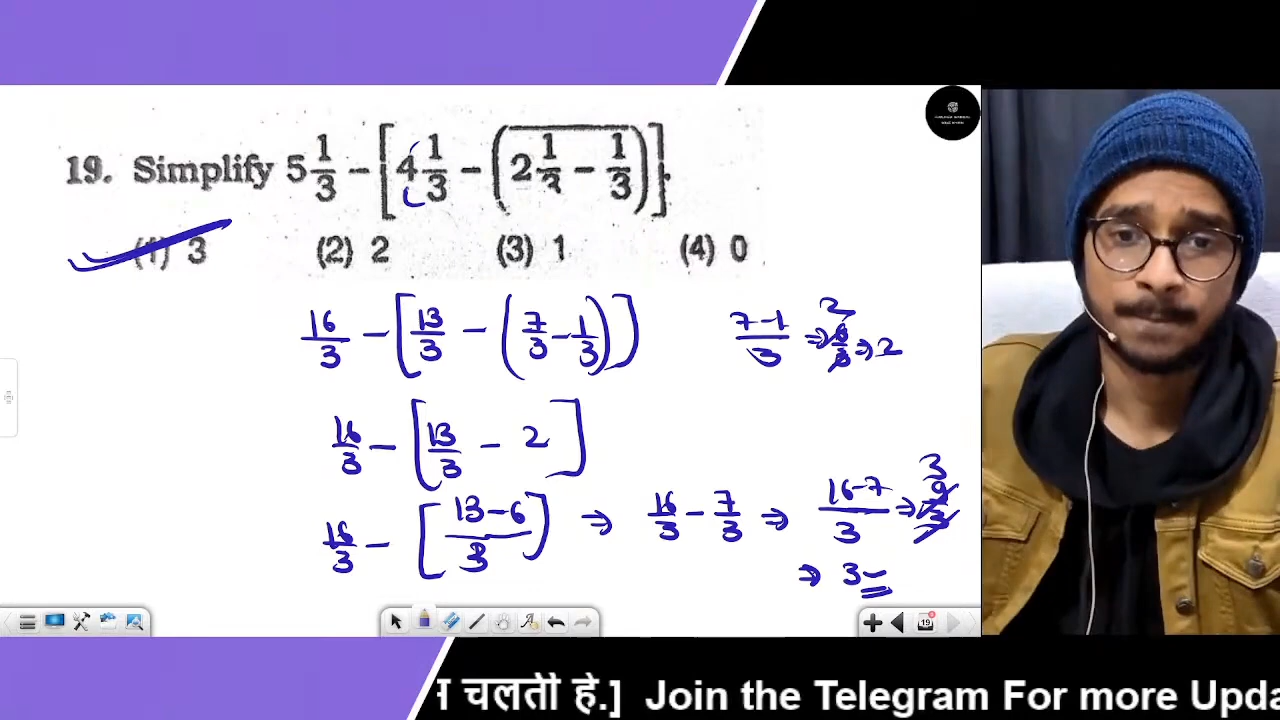 19. Simplify 5 1/3 - [4 1/3 - (2 1/3 - 1/3)].
(1) 3 (2) 2 (3) 1 (4) 0
16/3 - [13/3 - (7/3 - 1/3)] 7-1/3 ⇒ 6/3 2 ⇒ 2
16/3 - [13/3 - 2]
16/3 - [13-6/3] ⇒ 16/3 - 7/3 ⇒ 16-7/3 ⇒ 9/3 3
⇒ 3
19
चलती हे.] Join the Telegram For more Upda